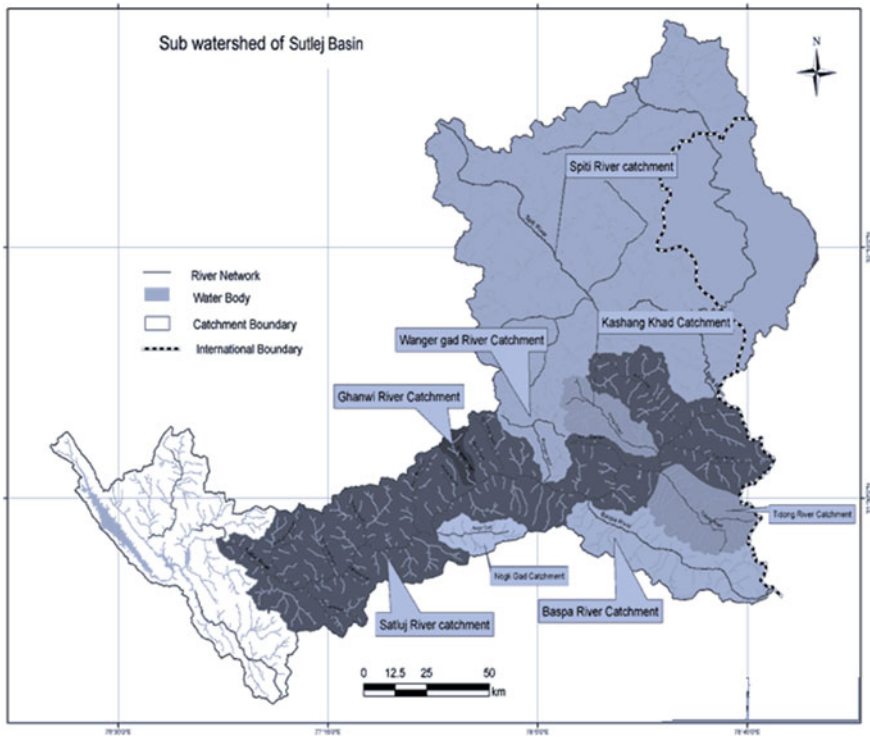 Sub watershed of Sutlej Basin
N
Spiti River catchment
River Network
Water Body
Catchment Boundary
International Boundary
Kashang Khad Catchment
Wanger gad River Catchment
Ghanwi River Catchment
Tidong River Catchment
Nogli Gad Catchment
Baspa River Catchment
Satluj River catchment
0 12.5 25 50
km